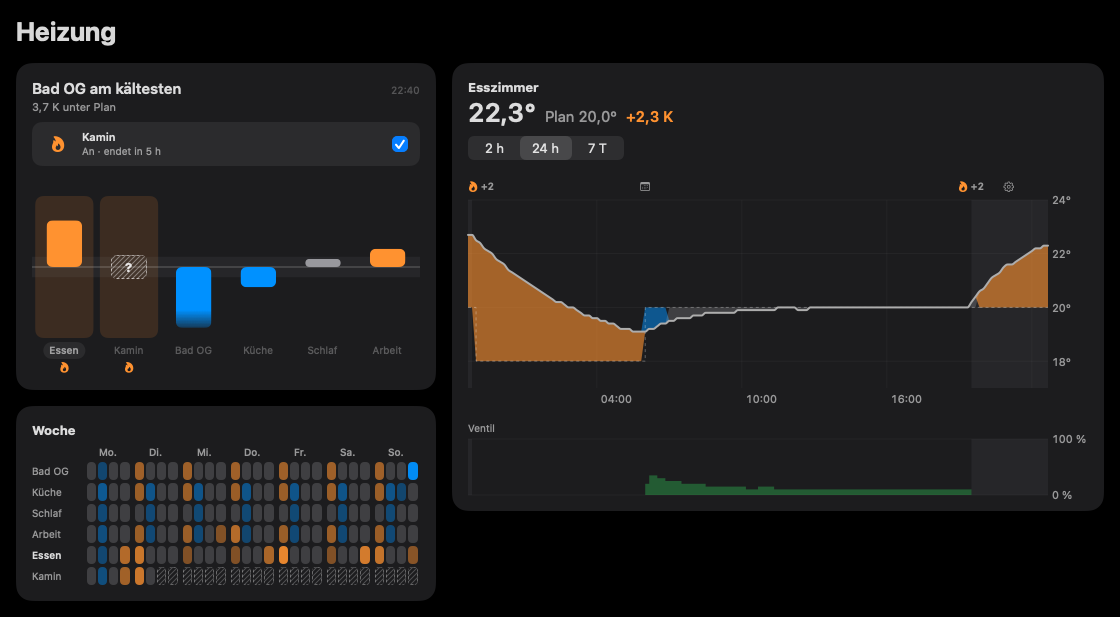 Heizung
Bad OG am kältesten
22:40
3,7 K unter Plan
Kamin
An · endet in 5 h
?
Essen
Kamin
Bad OG
Küche
Schlaf
Arbeit
Woche
Mo.
Di.
Mi.
Do.
Fr.
Sa.
So.
Bad OG
Küche
Schlaf
Arbeit
Essen
Kamin
Esszimmer
22,3° Plan 20,0° +2,3 K
2 h
24 h
7 T
+2
+2
24°
22°
20°
18°
04:00
10:00
16:00
Ventil
100 %
0 %